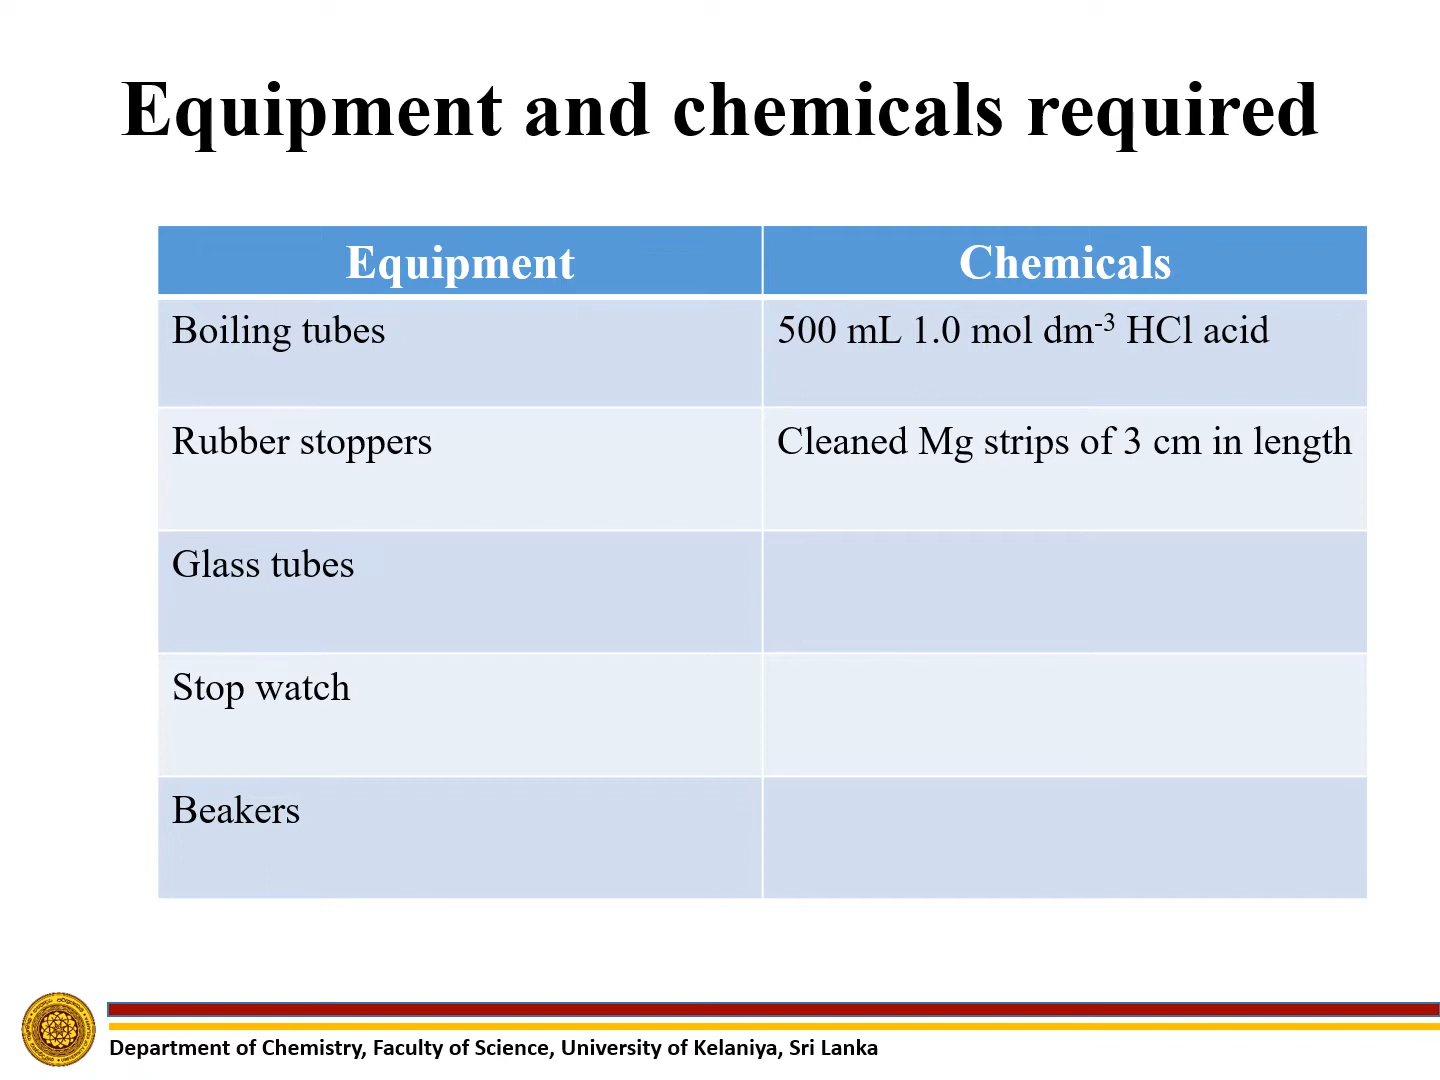 Equipment and chemicals required
Equipment
Chemicals
Boiling tubes
500 mL 1.0 mol dm-3 HCl acid
Rubber stoppers
Cleaned Mg strips of 3 cm in length
Glass tubes
Stop watch
Beakers
Department of Chemistry, Faculty of Science, University of Kelaniya, Sri Lanka